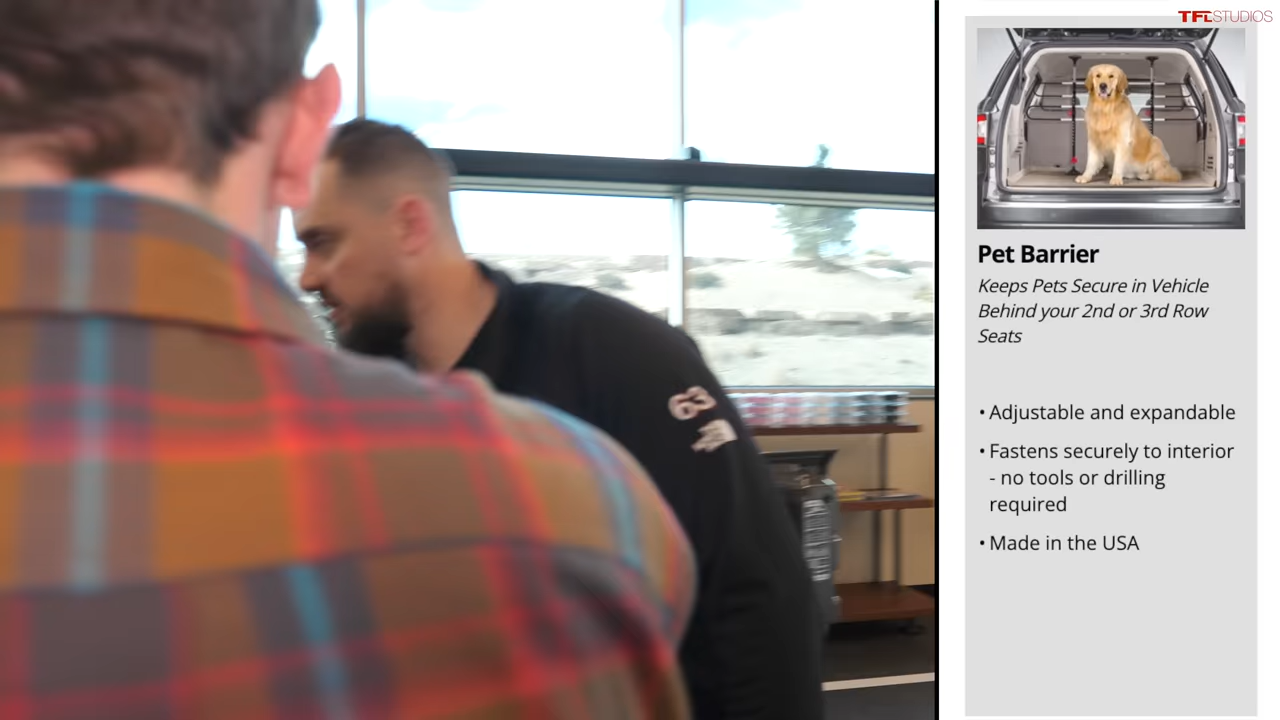 TFLSTUDIOS
Pet Barrier
Keeps Pets Secure in Vehicle
Behind your 2nd or 3rd Row
Seats
• Adjustable and expandable
• Fastens securely to interior
- no tools or drilling
required
• Made in the USA
63